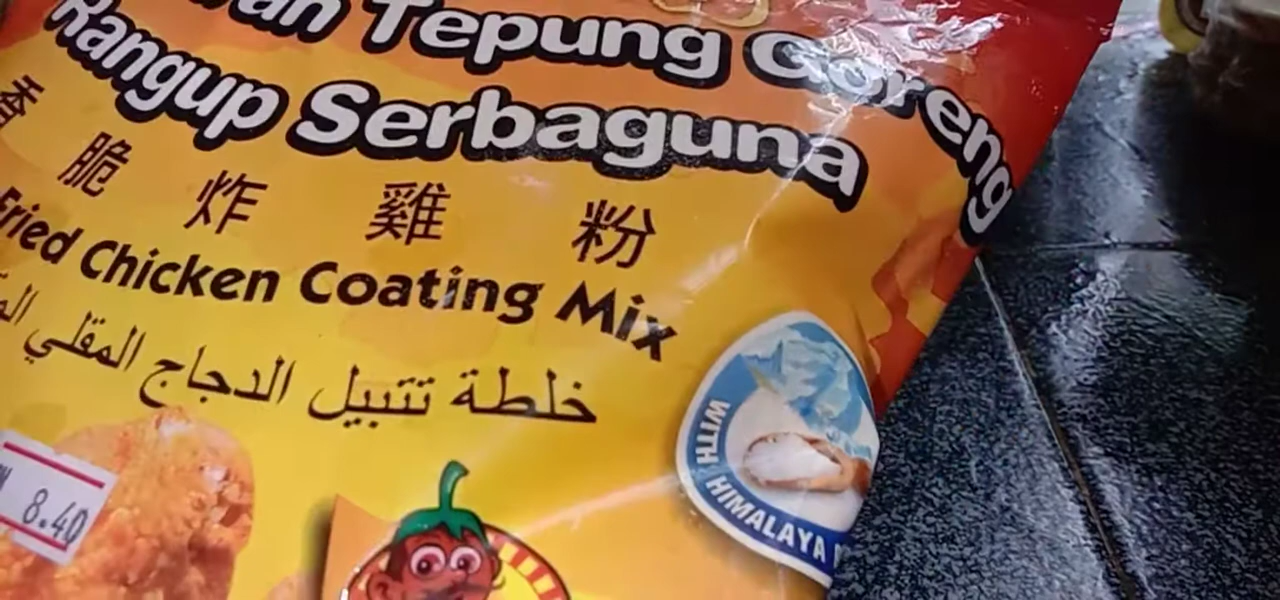 Tepung Goreng
Rangup Serbaguna
香脆炸雞粉
Fried Chicken Coating Mix
خلطة تتبيل الدجاج المقلي
WITH HIMALAYA
8.40